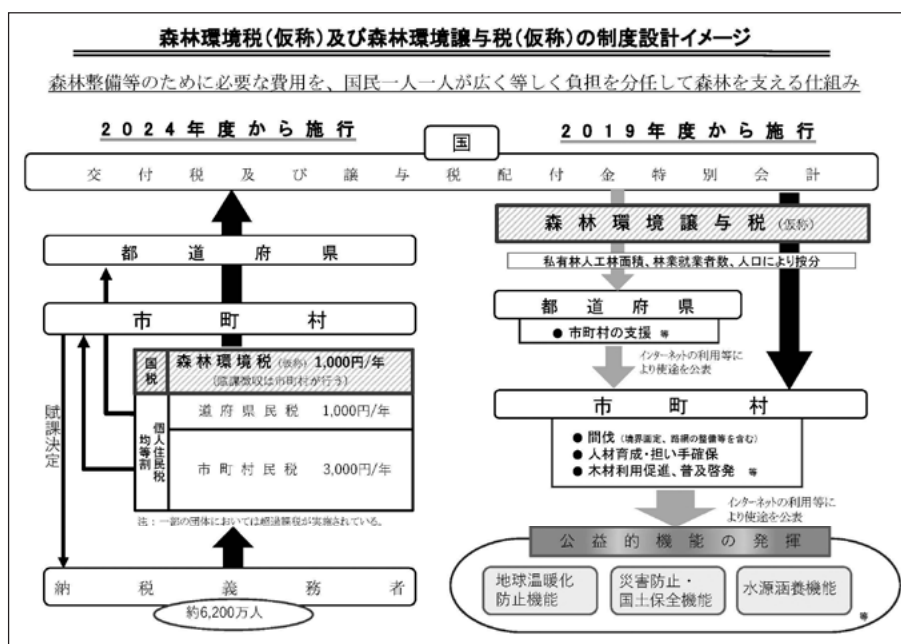 森林環境税(仮称)及び森林環境譲与税(仮称)の制度設計イメージ
森林整備等のために必要な費用を、国民一人一人が広く等しく負担を分任して森林を支える仕組み
2024年度から施行
国
2019年度から施行
交付税及び譲与税配付金特別会計
都道府県
市町村
国税
森林環境税(仮称) 1,000円/年
(賦課徴収は市町村が行う)
個人住民税
均等割
道府県民税 1,000円/年
市町村民税 3,000円/年
賦課決定
注:一部の団体においては超過課税が実施されている。
納税義務者
約6,200万人
森林環境譲与税(仮称)
私有林人工林面積、林業就業者数、人口により按分
都道府県
● 市町村の支援 等
インターネットの利用等に
より使途を公表
市町村
● 間伐(境界画定、路網の整備等を含む)
● 人材育成・担い手確保
● 木材利用促進、普及啓発 等
インターネットの利用等に
より使途を公表
公益的機能の発揮
地球温暖化
防止機能
災害防止・
国土保全機能
水源涵養機能
等